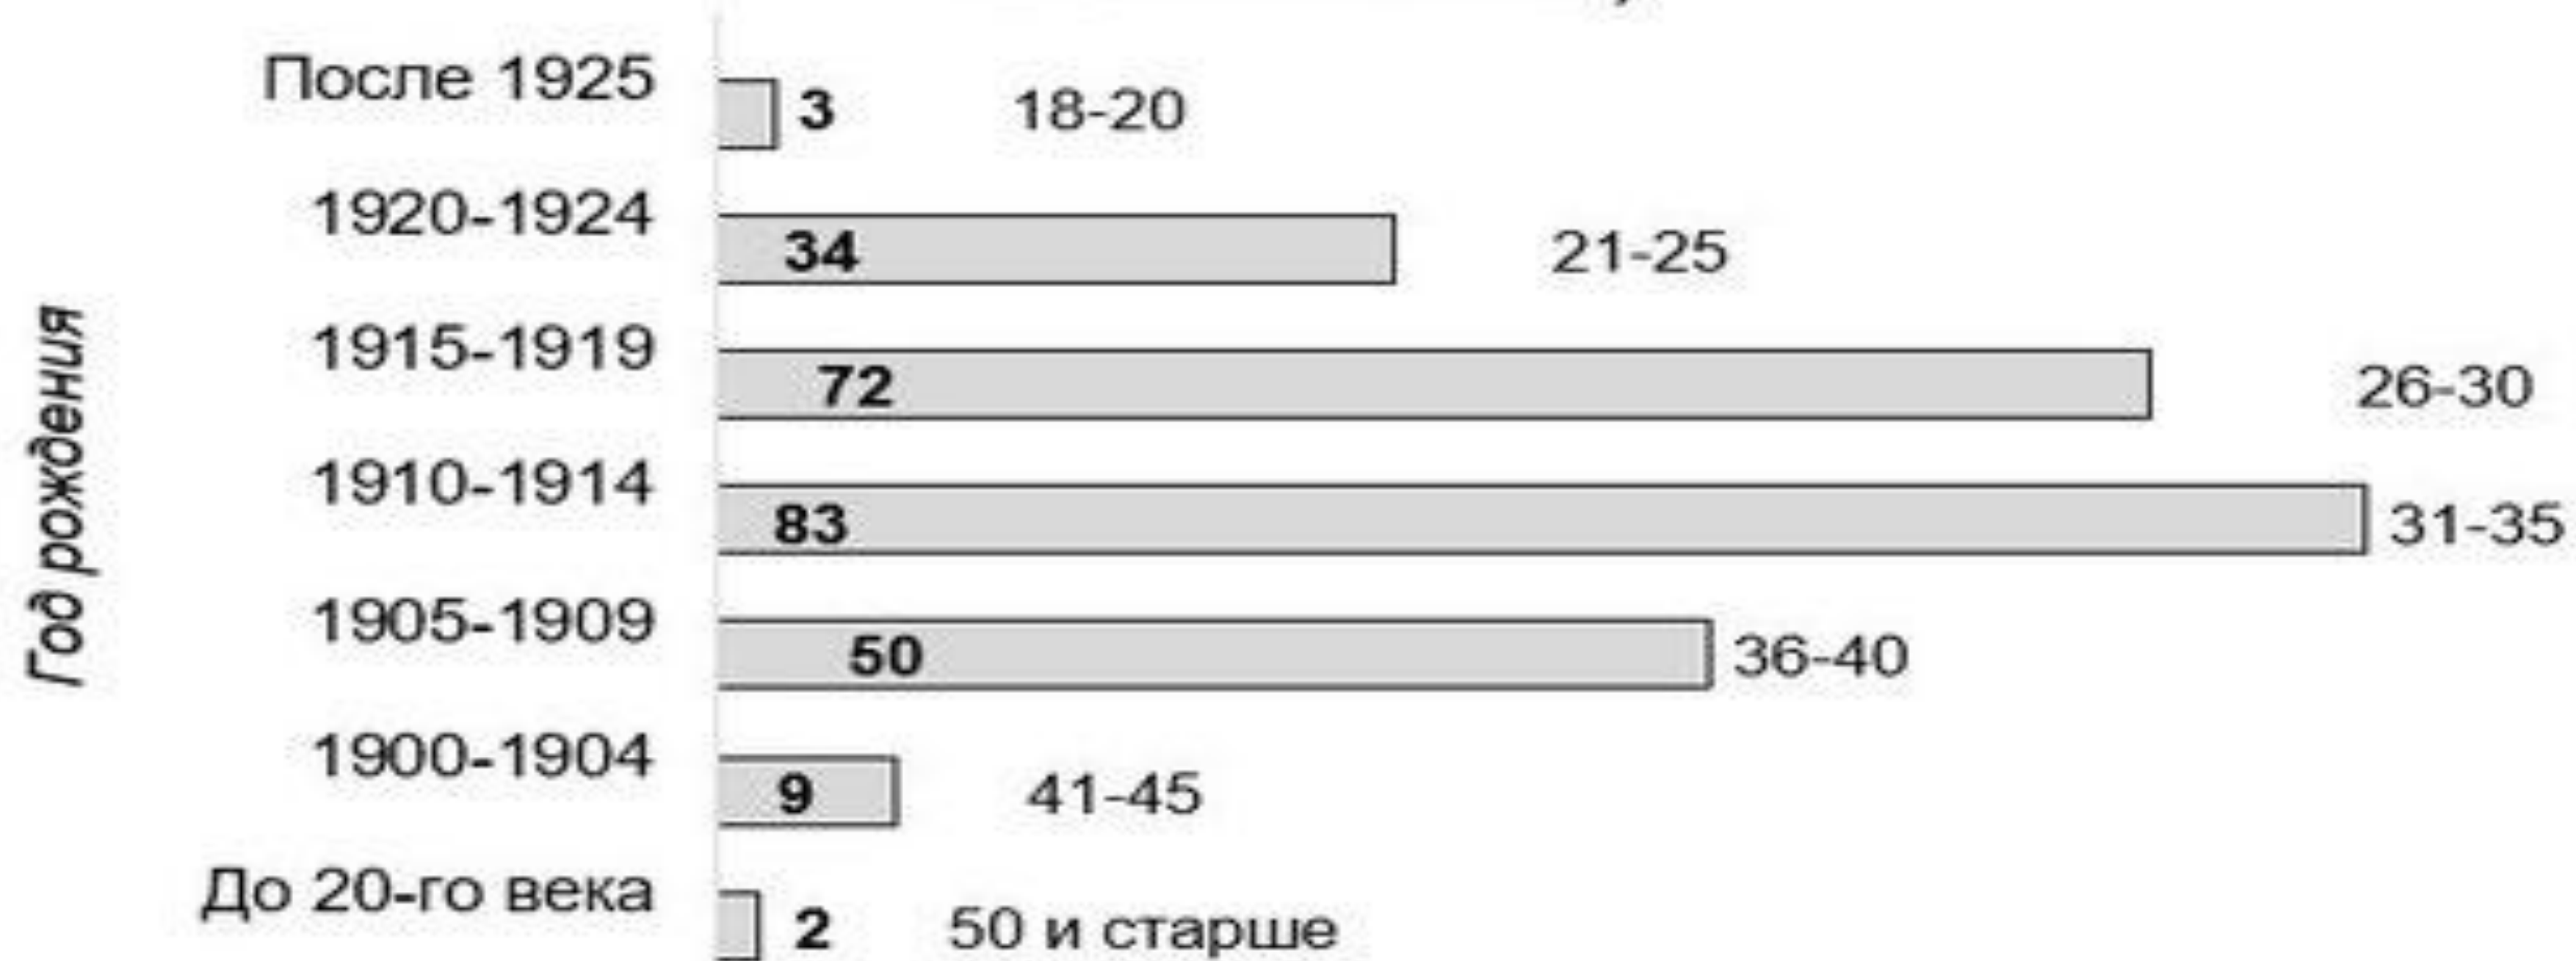 После 1925 3 18-20
1920-1924 34 21-25
1915-1919 72 26-30
1910-1914 83 31-35
1905-1909 50 36-40
1900-1904 9 41-45
До 20-го века 2 50 и старше
Год рождения